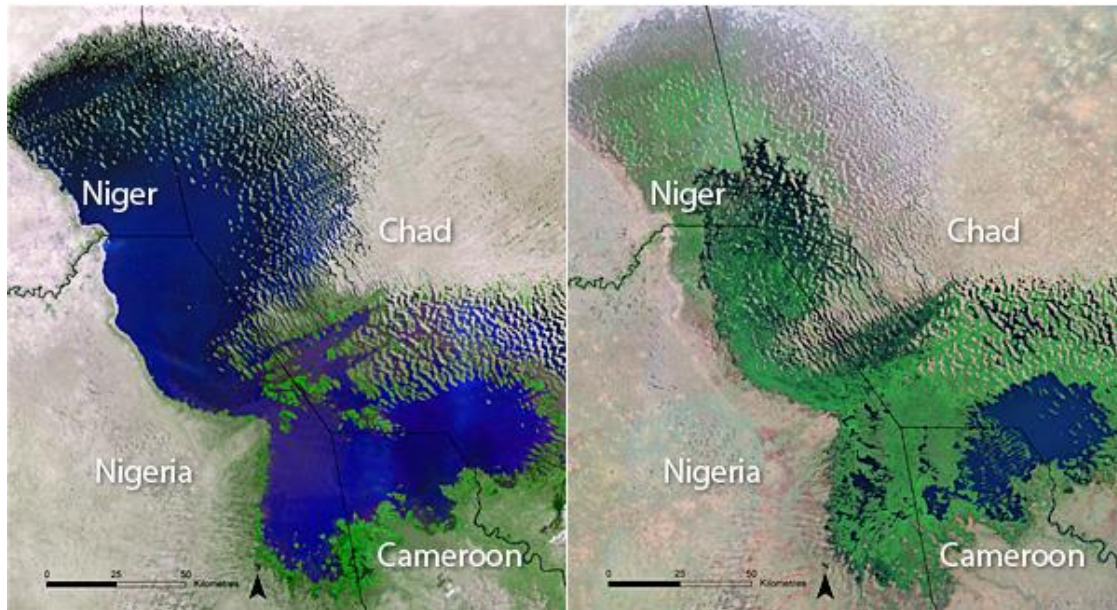 Niger
Chad
Nigeria
Cameroon
0 25 50
Kilometres
N
Niger
Chad
Nigeria
Cameroon
0 25 50
Kilometres
N